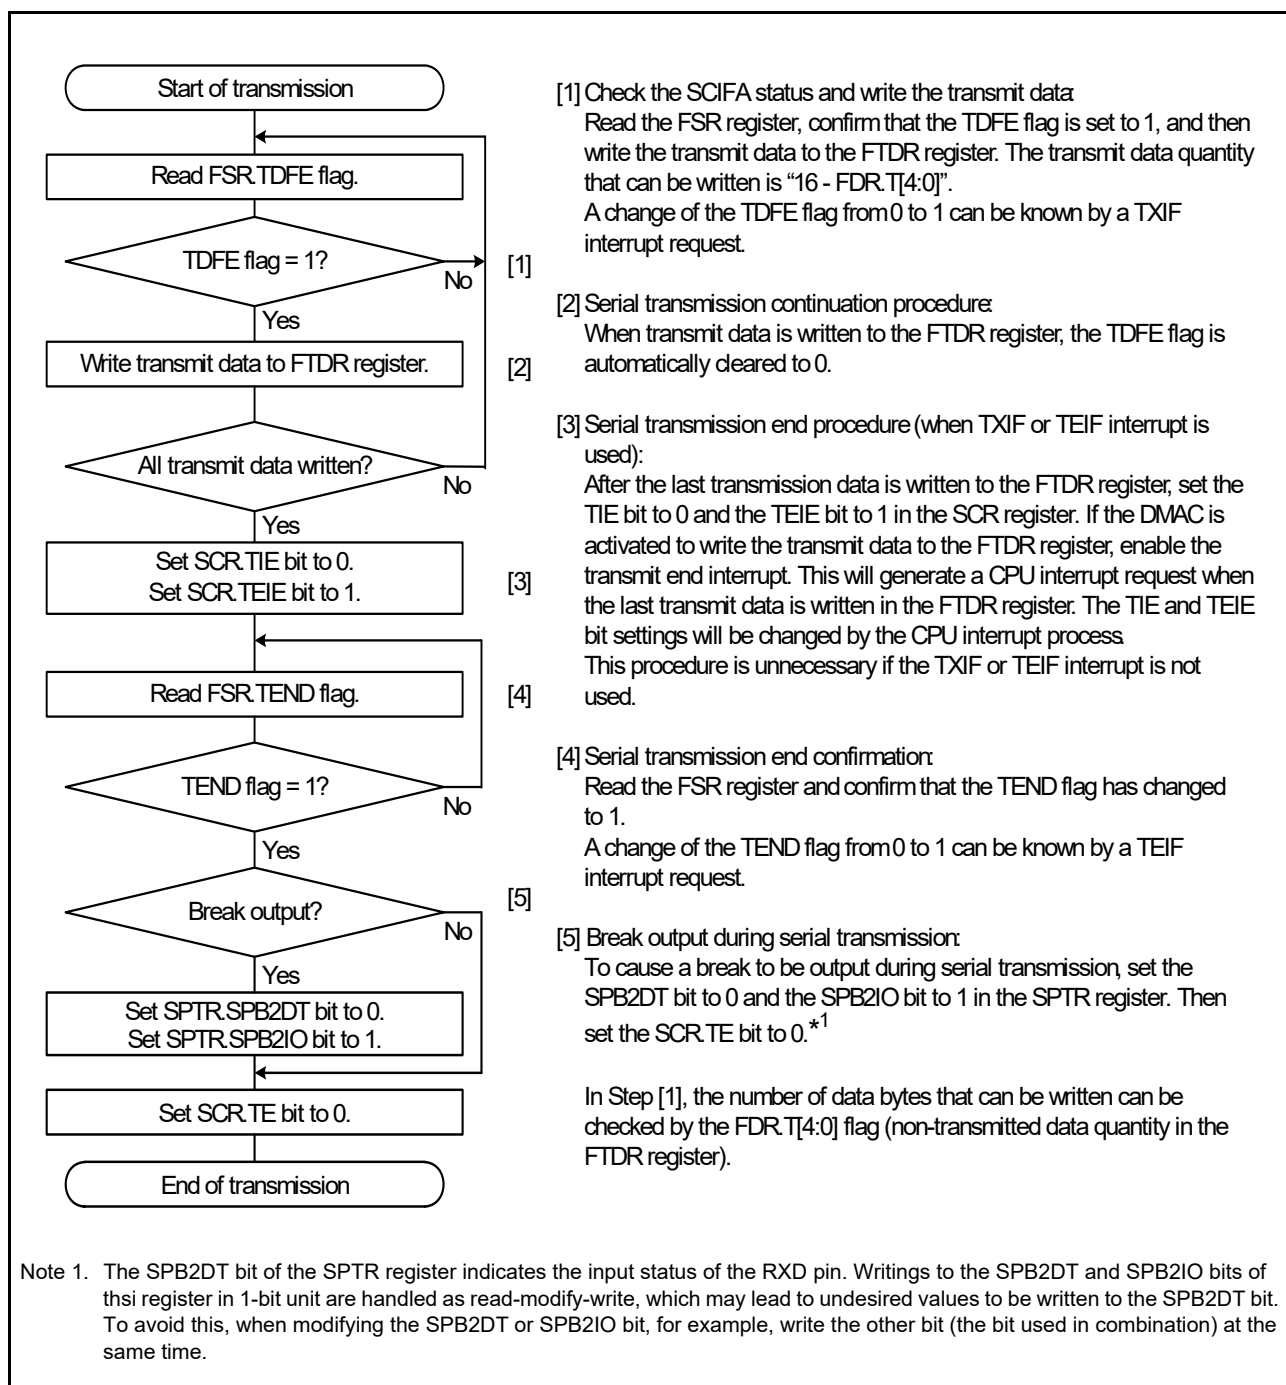 Start of transmission
Read FSR.TDFE flag.
TDFE flag = 1?
No
[1]
Yes
Write transmit data to FTDR register.
[2]
All transmit data written?
No
Yes
Set SCR.TIE bit to 0.
Set SCR.TEIE bit to 1.
[3]
Read FSR.TEND flag.
[4]
TEND flag = 1?
No
Yes
Break output?
[5]
No
Yes
Set SPTR.SPB2DT bit to 0.
Set SPTR.SPB2IO bit to 1.
Set SCR.TE bit to 0.
End of transmission
[1] Check the SCIFA status and write the transmit data:
Read the FSR register, confirm that the TDFE flag is set to 1, and then
write the transmit data to the FTDR register. The transmit data quantity
that can be written is “16 - FDR.T[4:0]”.
A change of the TDFE flag from 0 to 1 can be known by a TXIF
interrupt request.
[2] Serial transmission continuation procedure:
When transmit data is written to the FTDR register, the TDFE flag is
automatically cleared to 0.
[3] Serial transmission end procedure (when TXIF or TEIF interrupt is
used):
After the last transmission data is written to the FTDR register, set the
TIE bit to 0 and the TEIE bit to 1 in the SCR register. If the DMAC is
activated to write the transmit data to the FTDR register, enable the
transmit end interrupt. This will generate a CPU interrupt request when
the last transmit data is written in the FTDR register. The TIE and TEIE
bit settings will be changed by the CPU interrupt process.
This procedure is unnecessary if the TXIF or TEIF interrupt is not
used.
[4] Serial transmission end confirmation:
Read the FSR register and confirm that the TEND flag has changed
to 1.
A change of the TEND flag from 0 to 1 can be known by a TEIF
interrupt request.
[5] Break output during serial transmission:
To cause a break to be output during serial transmission, set the
SPB2DT bit to 0 and the SPB2IO bit to 1 in the SPTR register. Then
set the SCR.TE bit to 0.*1
In Step [1], the number of data bytes that can be written can be
checked by the FDR.T[4:0] flag (non-transmitted data quantity in the
FTDR register).
Note 1. The SPB2DT bit of the SPTR register indicates the input status of the RXD pin. Writings to the SPB2DT and SPB2IO bits of
thsi register in 1-bit unit are handled as read-modify-write, which may lead to undesired values to be written to the SPB2DT bit.
To avoid this, when modifying the SPB2DT or SPB2IO bit, for example, write the other bit (the bit used in combination) at the
same time.